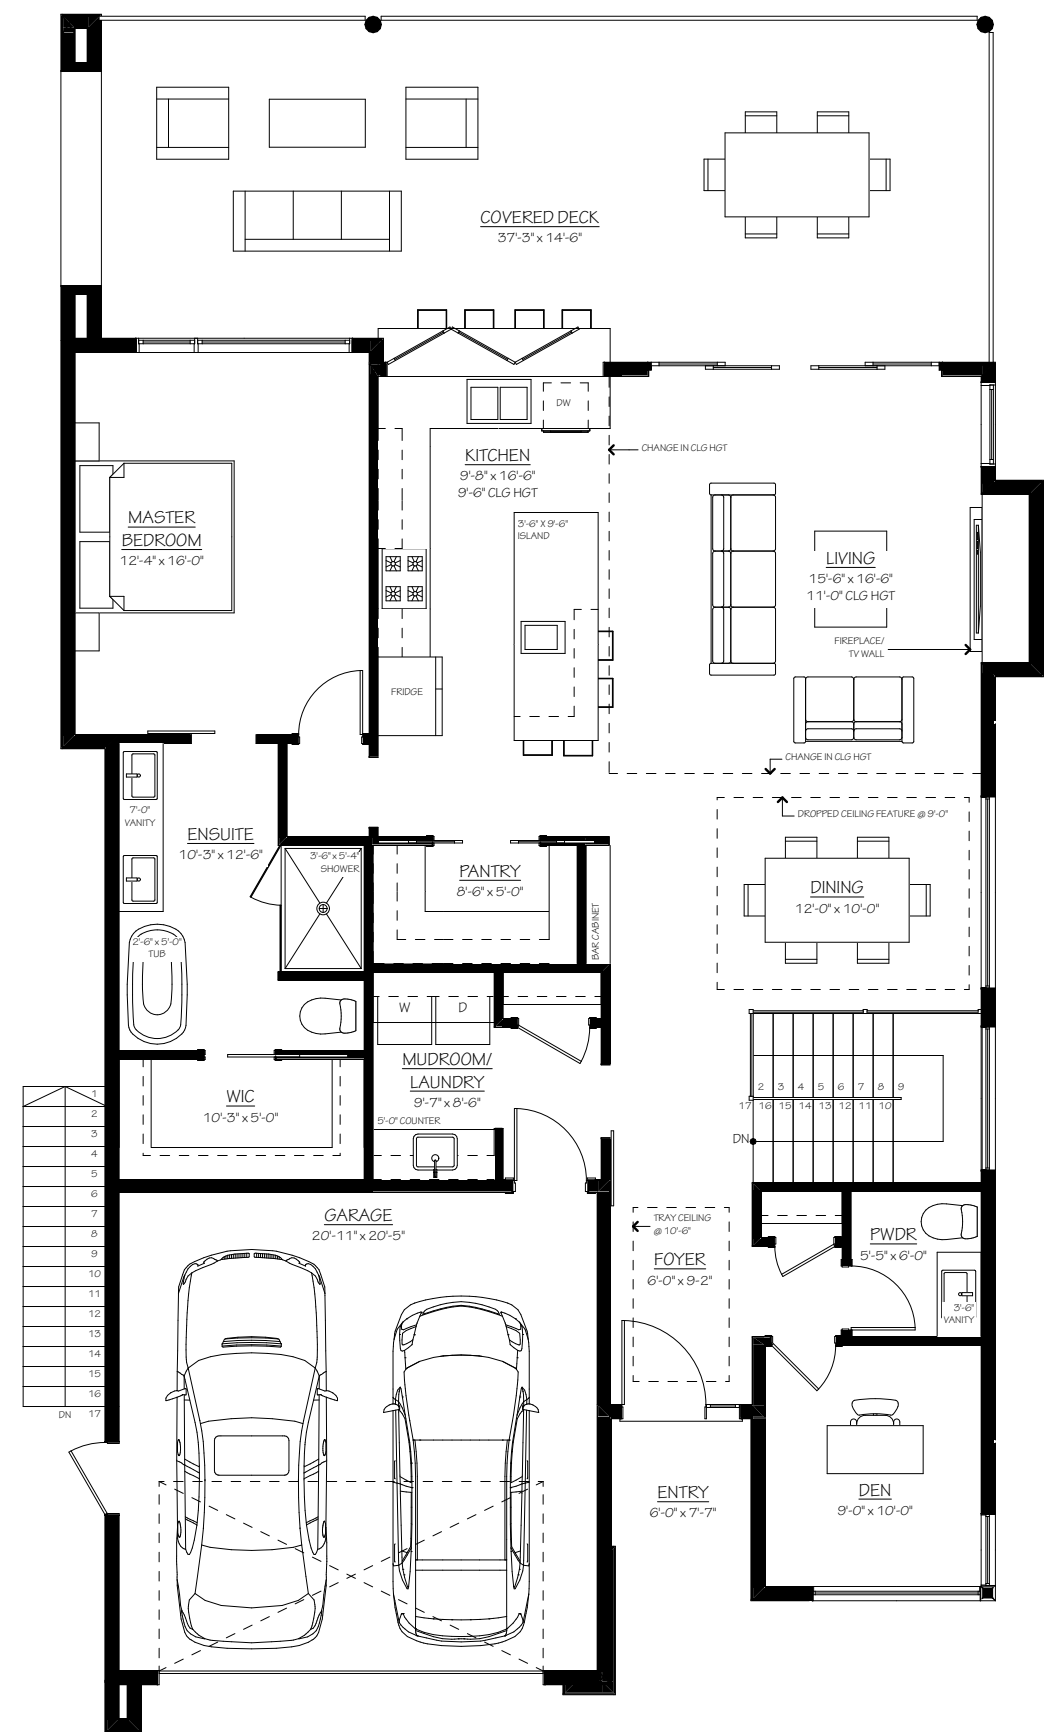 COVERED DECK
37'-3" x 14'-6"
DW
KITCHEN
9'-8" x 16'-6"
9'-6" CLG HGT
CHANGE IN CLG HGT
3'-6" X 9'-6"
ISLAND
MASTER
BEDROOM
12'-4" x 16'-0"
LIVING
15'-6" x 16'-6"
11'-0" CLG HGT
FIREPLACE/
TV WALL
FRIDGE
CHANGE IN CLG HGT
7'-0"
VANITY
ENSUITE
10'-3" x 12'-6"
DROPPED CEILING FEATURE @ 9'-0"
3'-6" x 5'-4"
SHOWER
PANTRY
8'-6" x 5'-0"
DINING
12'-0" x 10'-0"
BAR CABINET
2'-6" x 5'-0"
TUB
W
D
MUDROOM/
LAUNDRY
9'-7" x 8'-6"
5'-0" COUNTER
WIC
10'-3" x 5'-0"
2 3 4 5 6 7 8 9
17 16 15 14 13 12 11 10
DN
1
2
3
4
5
6
7
8
9
10
11
12
13
14
15
16
DN 17
GARAGE
20'-11" x 20'-5"
TRAY CEILING
@ 10'-6"
FOYER
6'-0" x 9'-2"
PWDR
5'-5" x 6'-0"
3'-6"
VANITY
ENTRY
6'-0" x 7'-7"
DEN
9'-0" x 10'-0"